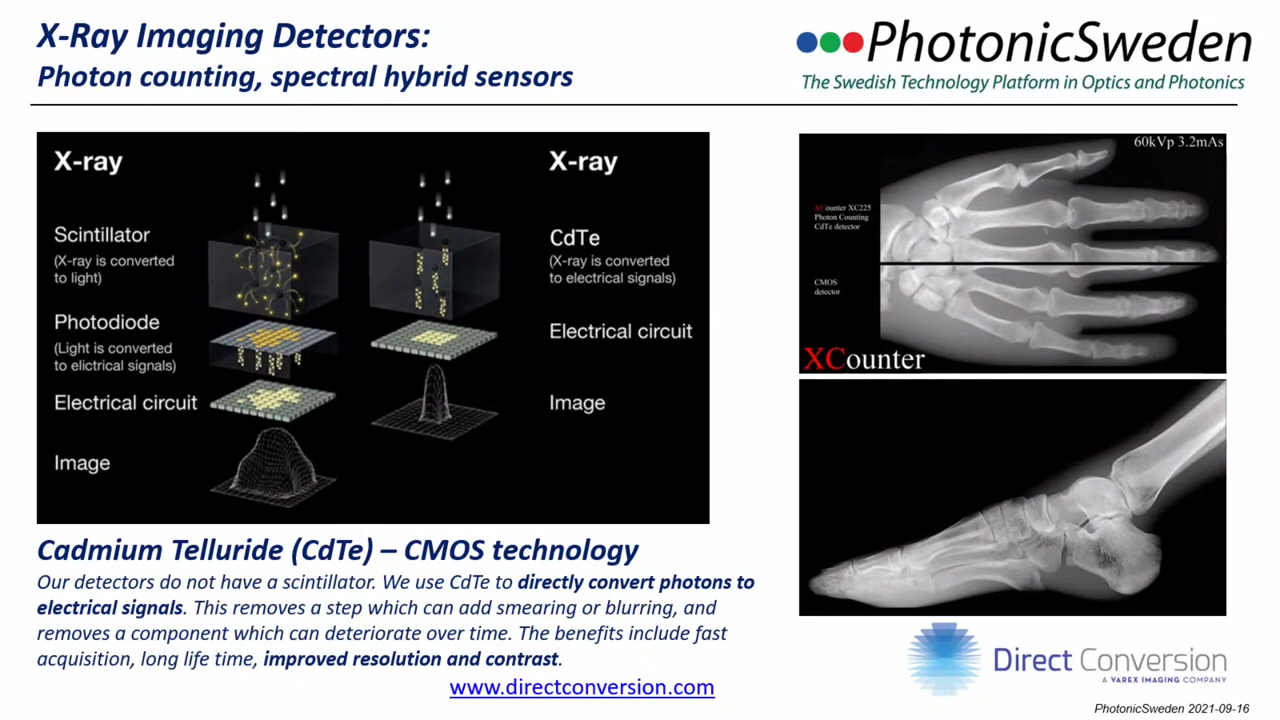 X-Ray Imaging Detectors:
Photon counting, spectral hybrid sensors
PhotonicSweden
The Swedish Technology Platform in Optics and Photonics
X-ray
Scintillator
(X-ray is converted
to light)
Photodiode
(Light is converted
to elictrical signals)
Electrical circuit
Image
X-ray
CdTe
(X-ray is converted
to electrical signals)
Electrical circuit
Image
60kVp 3.2mAs
XCounter XC225
Photon Counting
CdTe detector
CMOS
detector
XCounter
Cadmium Telluride (CdTe) – CMOS technology
Our detectors do not have a scintillator. We use CdTe to directly convert photons to
electrical signals. This removes a step which can add smearing or blurring, and
removes a component which can deteriorate over time. The benefits include fast
acquisition, long life time, improved resolution and contrast.
www.directconversion.com
Direct Conversion
A VAREX IMAGING COMPANY
PhotonicSweden 2021-09-16